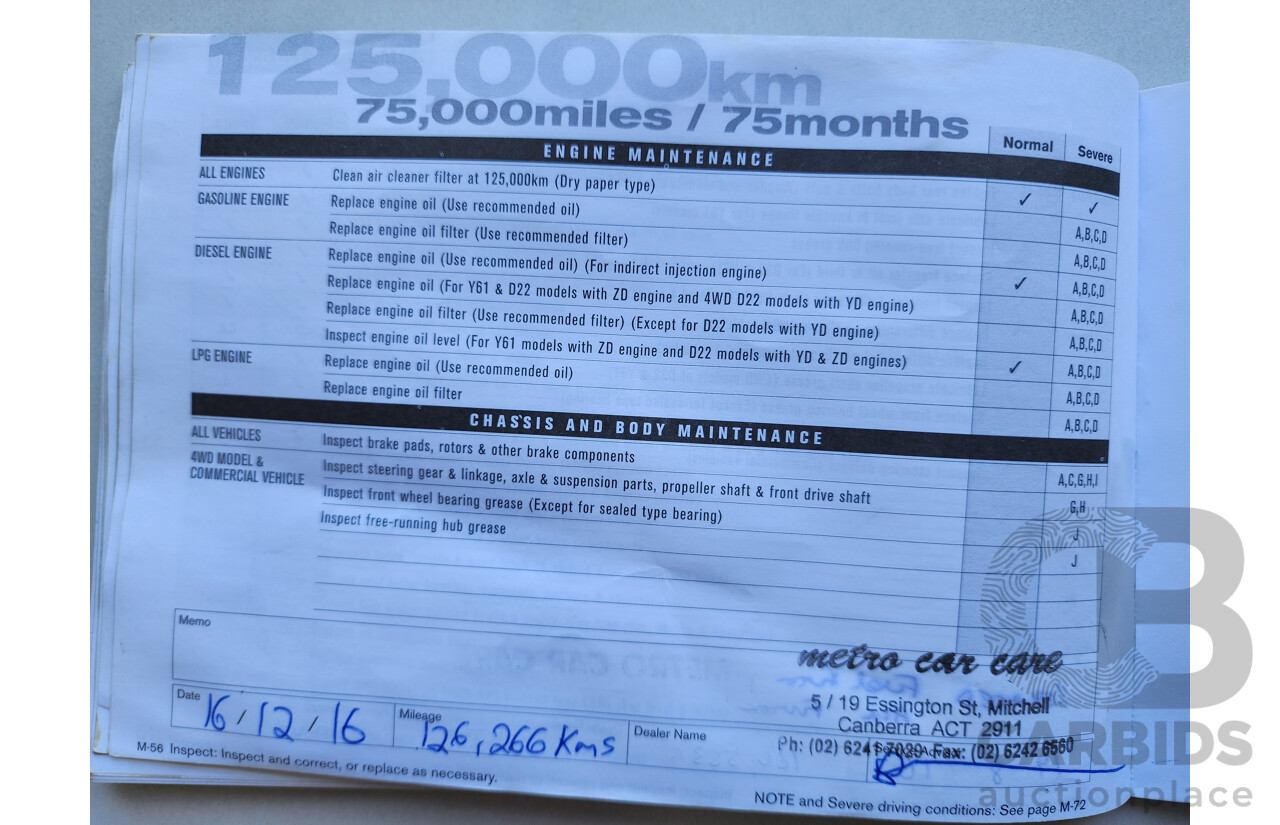 125,000km
75,000miles / 75months
Normal Severe
ENGINE MAINTENANCE
ALL ENGINES Clean air cleaner filter at 125,000km (Dry paper type) ✓ ✓
GASOLINE ENGINE Replace engine oil (Use recommended oil) A,B,C,D
Replace engine oil filter (Use recommended filter) A,B,C,D
DIESEL ENGINE Replace engine oil (Use recommended oil) (For indirect injection engine) ✓ A,B,C,D
Replace engine oil (For Y61 & D22 models with ZD engine and 4WD D22 models with YD engine) A,B,C,D
Replace engine oil filter (Use recommended filter) (Except for D22 models with YD engine) A,B,C,D
Inspect engine oil level (For Y61 models with ZD engine and D22 models with YD & ZD engines) ✓ A,B,C,D
LPG ENGINE Replace engine oil (Use recommended oil) A,B,C,D
Replace engine oil filter A,B,C,D
CHASSIS AND BODY MAINTENANCE
ALL VEHICLES Inspect brake pads, rotors & other brake components A,C,G,H,I
4WD MODEL & Inspect steering gear & linkage, axle & suspension parts, propeller shaft & front drive shaft G,H
COMMERCIAL VEHICLE Inspect front wheel bearing grease (Except for sealed type bearing) J
Inspect free-running hub grease J
Memo
metro car care
5 / 19 Essington St, Mitchell
Canberra ACT 2911
Ph: (02) 6241 7029 Fax: (02) 6242 6560
Date 16 / 12 / 16 Mileage 126,266 Kms Dealer Name
M-56 Inspect: Inspect and correct, or replace as necessary.
NOTE and Severe driving conditions: See page M-72
CARBIDS
auctionplace